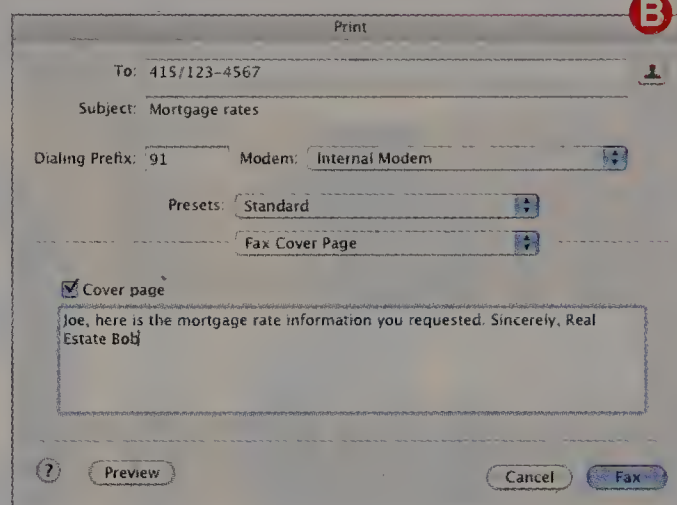 B
Print
To: 415/123-4567
Subject: Mortgage rates
Dialing Prefix: 91 Modem: Internal Modem
Presets: Standard
Fax Cover Page
Cover page
Joe, here is the mortgage rate information you requested. Sincerely, Real
Estate Bob
? Preview Cancel Fax